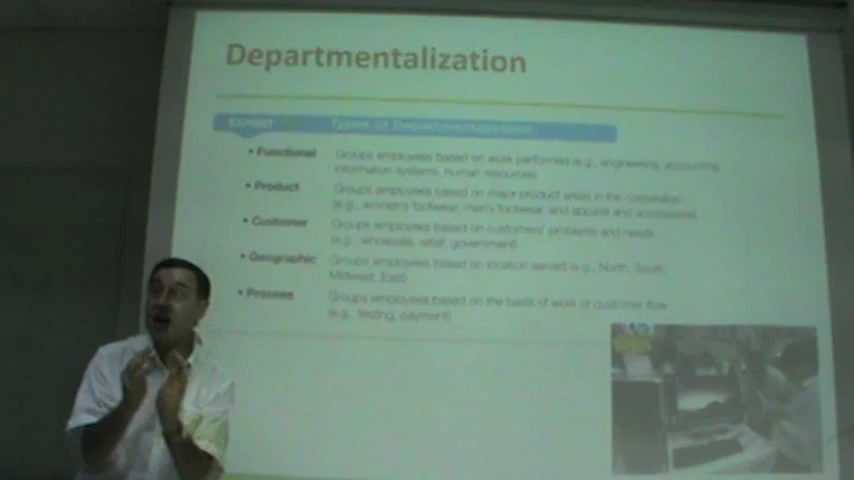 Departmentalization
EXHIBIT Types of Departmentalization
• Functional Groups employees based on work performed (e.g., engineering, accounting,
information systems, human resources)
• Product Groups employees based on major product areas in the corporation
(e.g., women's footwear, men's footwear, and apparel and accessories)
• Customer Groups employees based on customers' problems and needs
(e.g., wholesale, retail, government)
• Geographic Groups employees based on location served (e.g., North, South,
Midwest, East)
• Process Groups employees based on the basis of work or customer flow
(e.g., testing, payment)